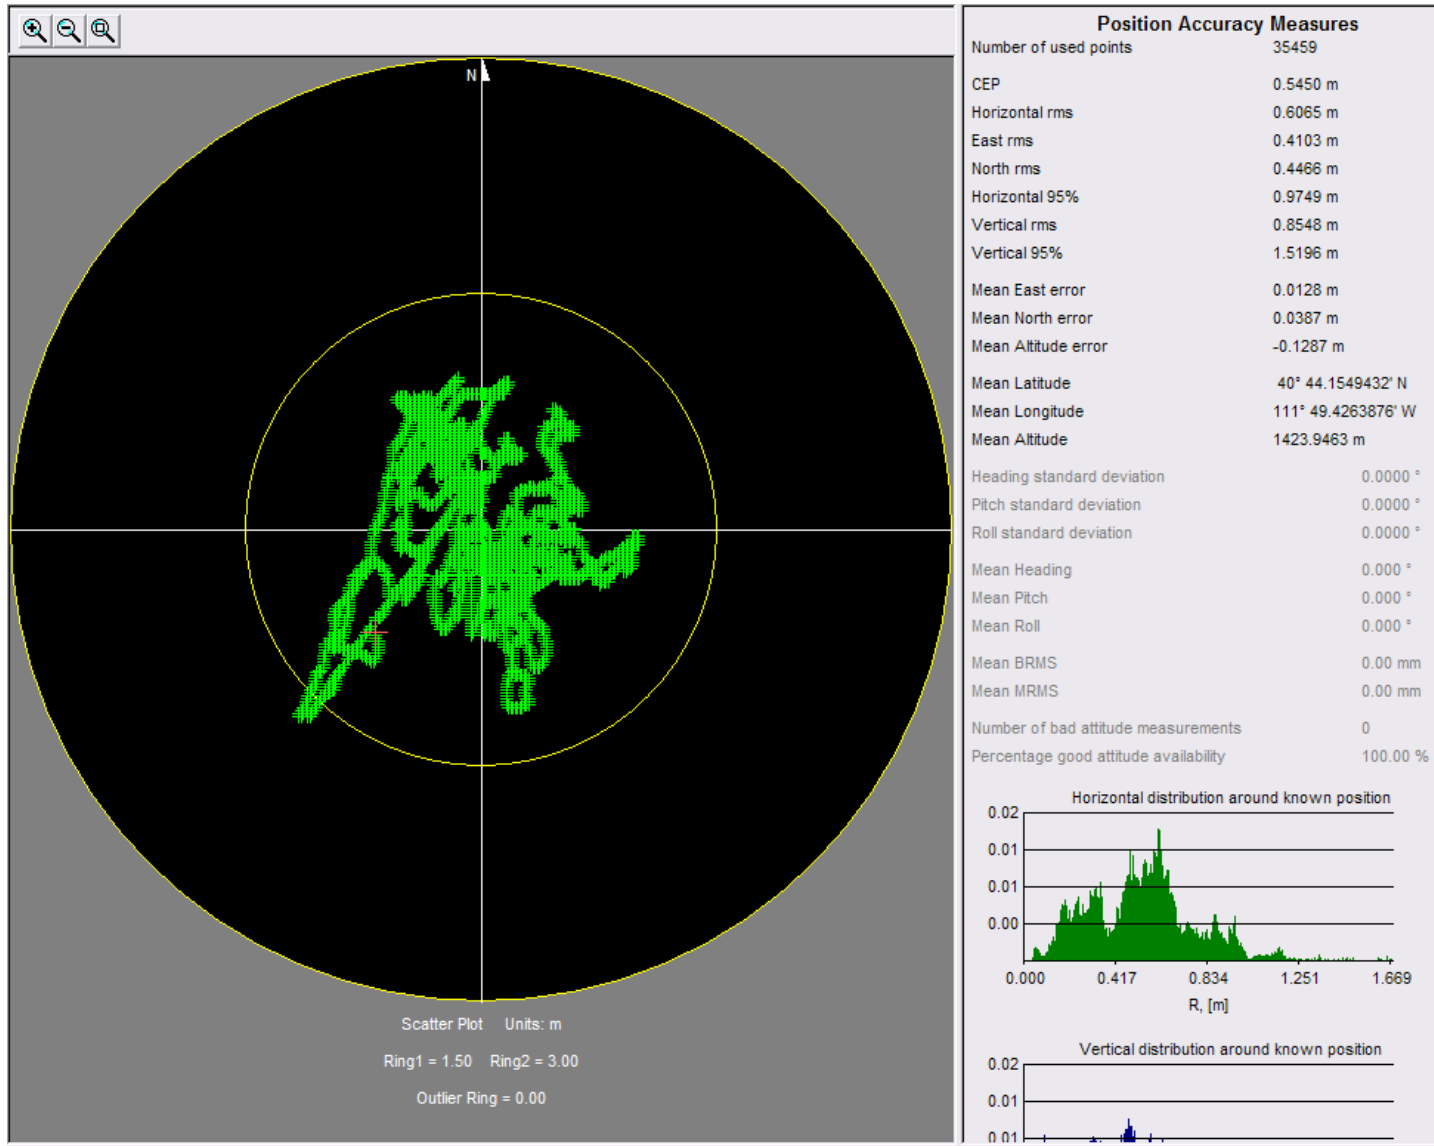 N
Scatter Plot Units: m
Ring1 = 1.50 Ring2 = 3.00
Outlier Ring = 0.00
Position Accuracy Measures
Number of used points 35459
CEP 0.5450 m
Horizontal rms 0.6065 m
East rms 0.4103 m
North rms 0.4466 m
Horizontal 95% 0.9749 m
Vertical rms 0.8548 m
Vertical 95% 1.5196 m
Mean East error 0.0128 m
Mean North error 0.0387 m
Mean Altitude error -0.1287 m
Mean Latitude 40° 44.1549432' N
Mean Longitude 111° 49.4263876' W
Mean Altitude 1423.9463 m
Heading standard deviation 0.0000 °
Pitch standard deviation 0.0000 °
Roll standard deviation 0.0000 °
Mean Heading 0.000 °
Mean Pitch 0.000 °
Mean Roll 0.000 °
Mean BRMS 0.00 mm
Mean MRMS 0.00 mm
Number of bad attitude measurements 0
Percentage good attitude availability 100.00 %
Horizontal distribution around known position
0.02
0.01
0.01
0.00
0.000 0.417 0.834 1.251 1.669
R, [m]
Vertical distribution around known position
0.02
0.01
0.01